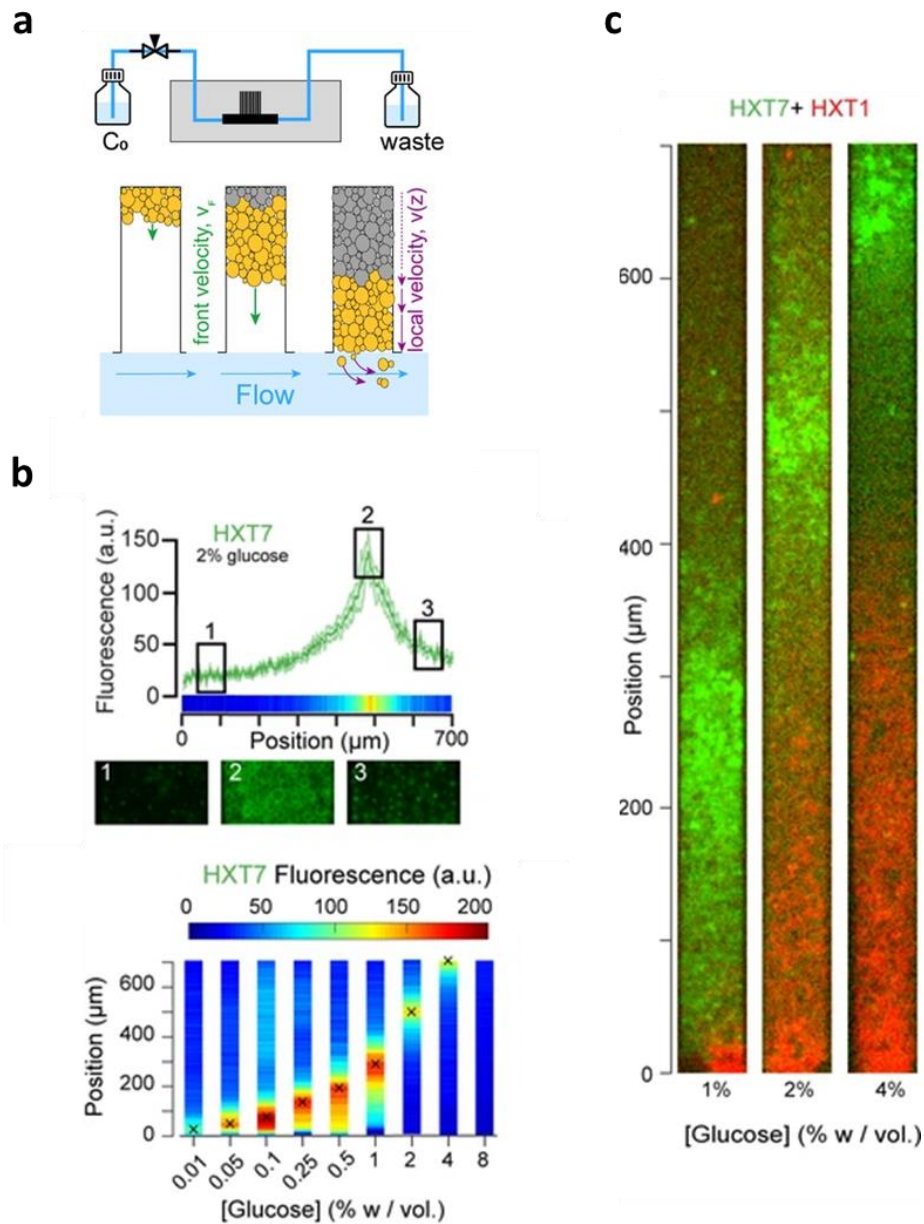 a
C₀
waste
front velocity, v_F
local velocity, v(z)
Flow
b
HXT7
2% glucose
Fluorescence (a.u.)
150
100
50
0
1
2
3
0
Position (µm)
700
1
2
3
HXT7 Fluorescence (a.u.)
0
50
100
150
200
Position (µm)
600
400
200
0
0.01
0.05
0.1
0.25
0.5
1
2
4
8
[Glucose] (% w / vol.)
c
HXT7+ HXT1
Position (µm)
600
400
200
0
1%
2%
4%
[Glucose] (% w / vol.)